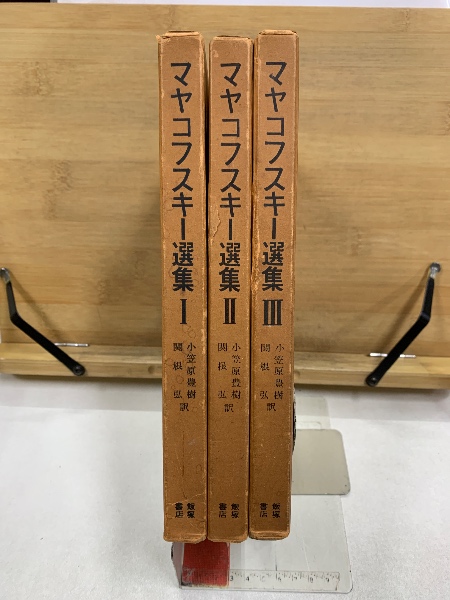 マヤコフスキー選集 Ⅰ
小笠原豊樹
関根 弘 訳
飯塚
書店
マヤコフスキー選集 Ⅱ
小笠原豊樹
関根 弘 訳
飯塚
書店
マヤコフスキー選集 Ⅲ
小笠原豊樹
関根 弘 訳
飯塚
書店